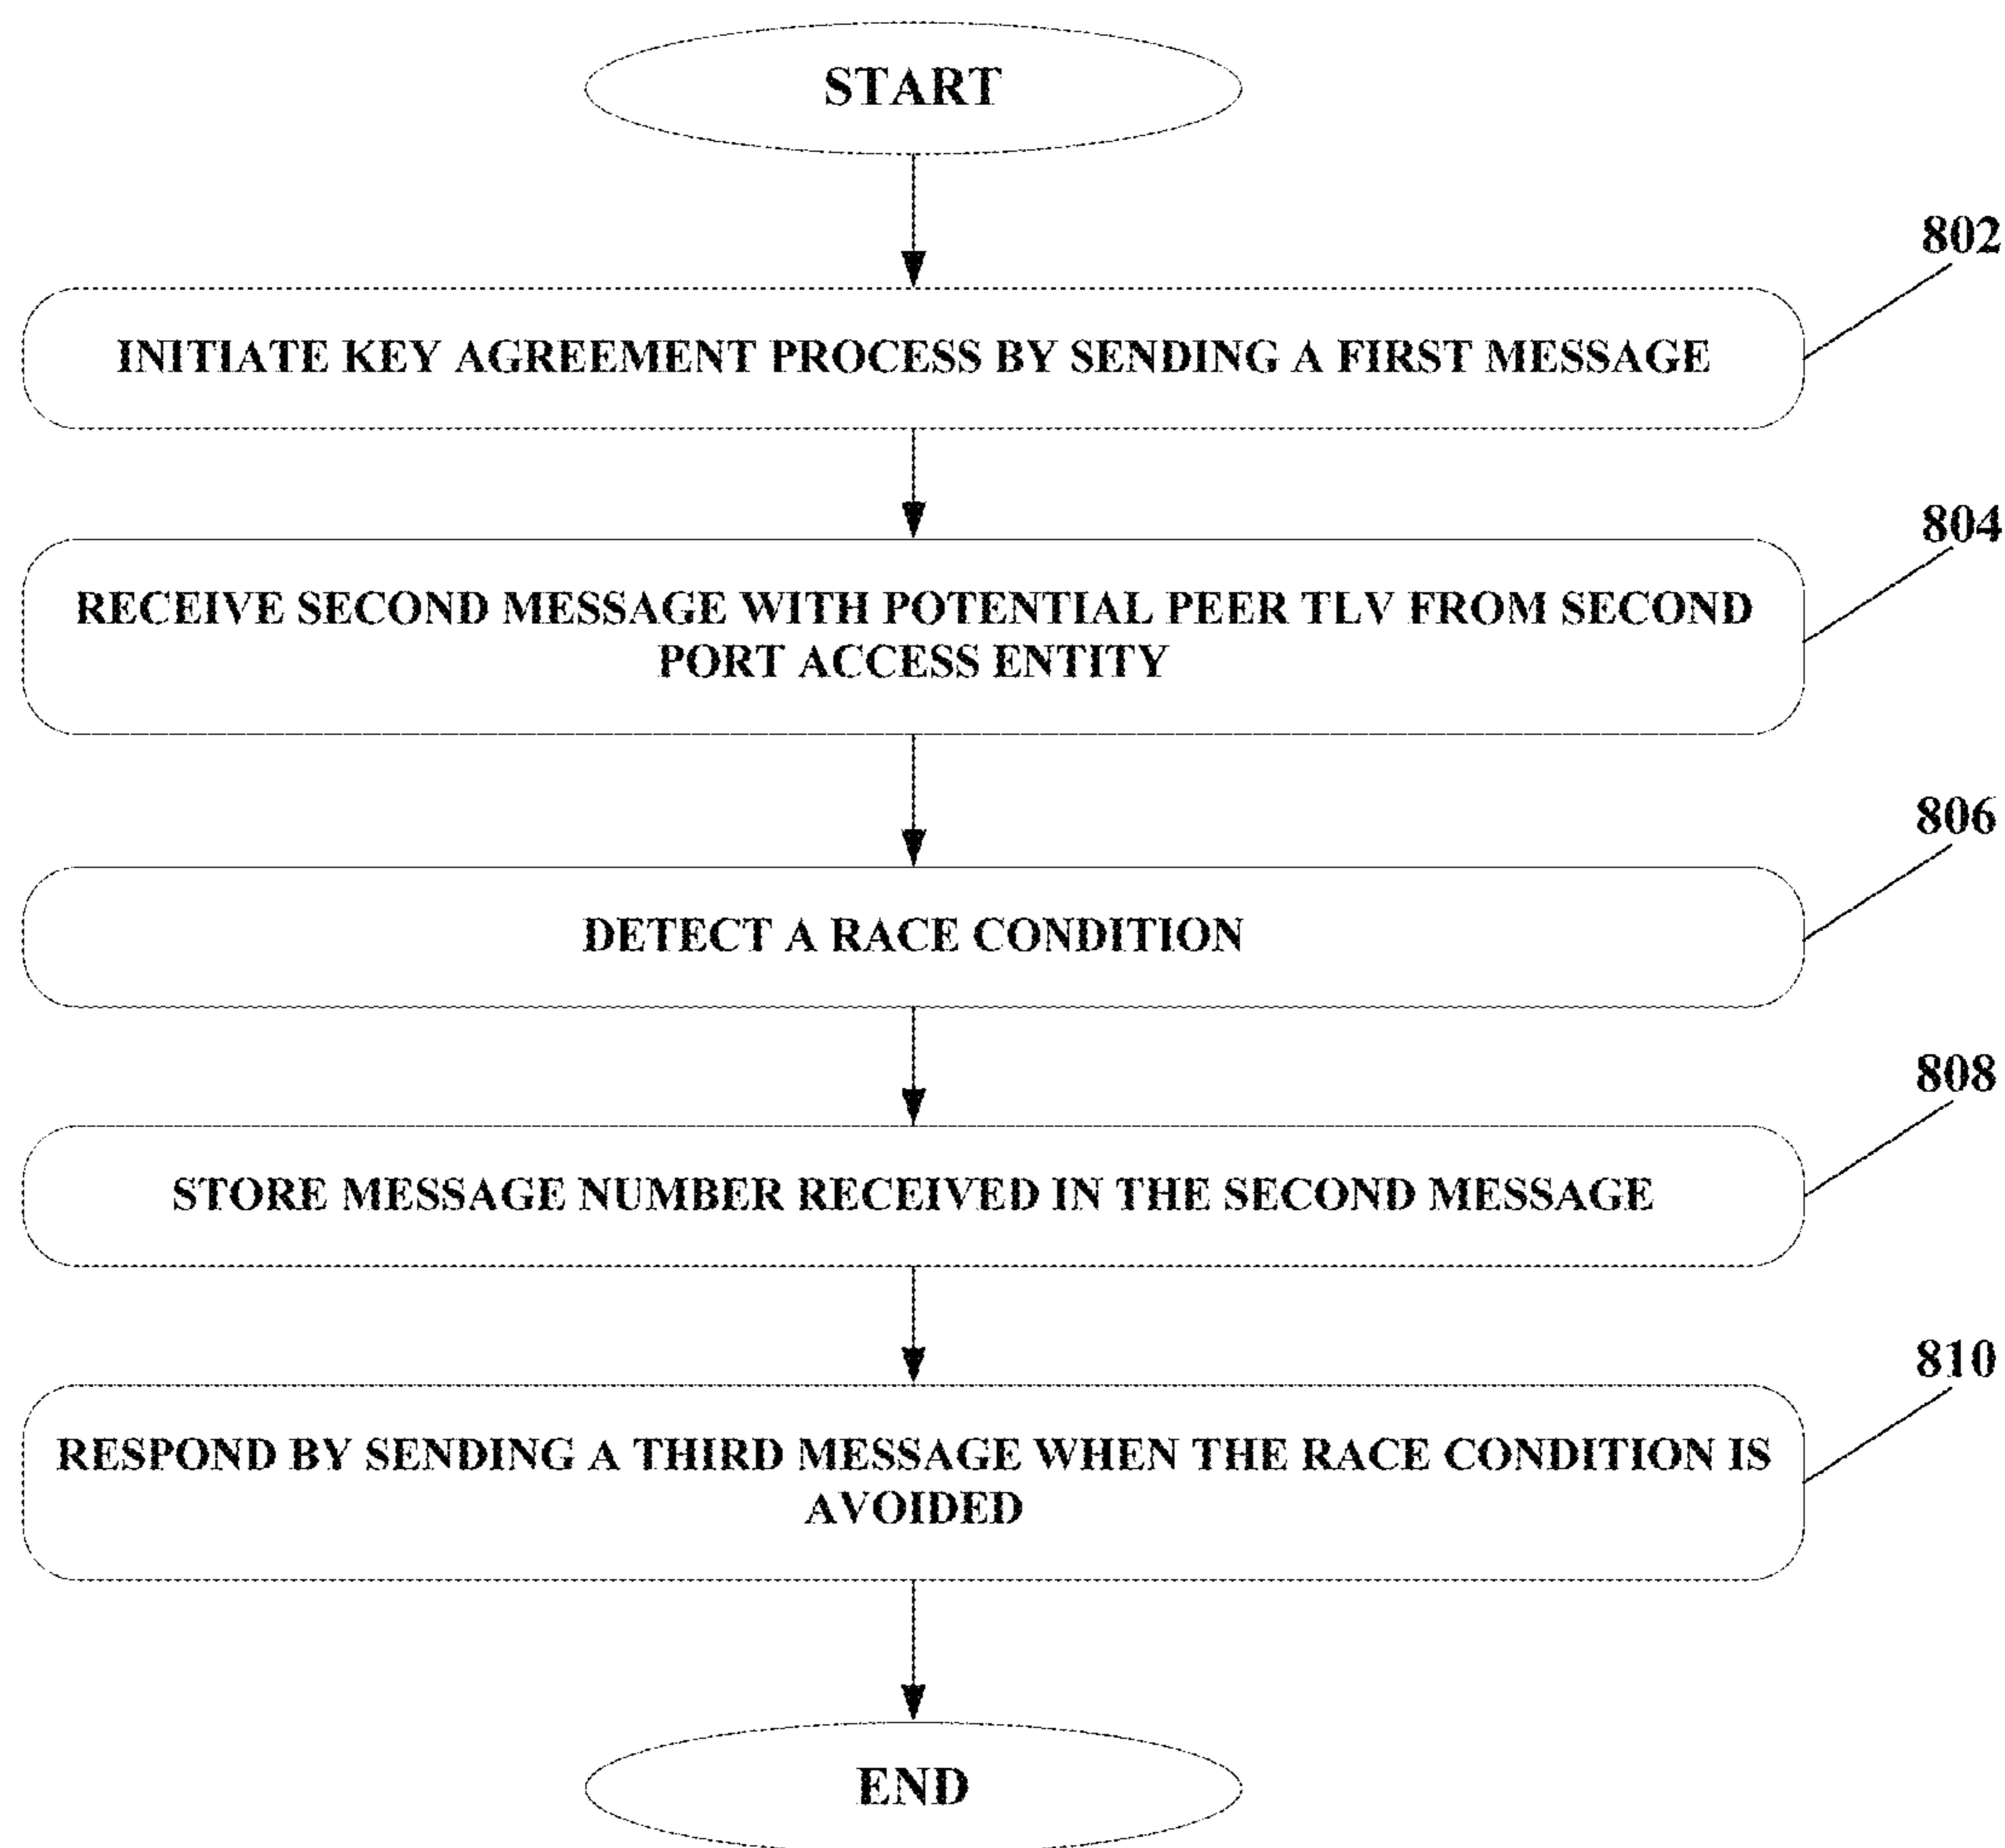 START
802
INITIATE KEY AGREEMENT PROCESS BY SENDING A FIRST MESSAGE
804
RECEIVE SECOND MESSAGE WITH POTENTIAL PEER TLV FROM SECOND
PORT ACCESS ENTITY
806
DETECT A RACE CONDITION
808
STORE MESSAGE NUMBER RECEIVED IN THE SECOND MESSAGE
810
RESPOND BY SENDING A THIRD MESSAGE WHEN THE RACE CONDITION IS
AVOIDED
END